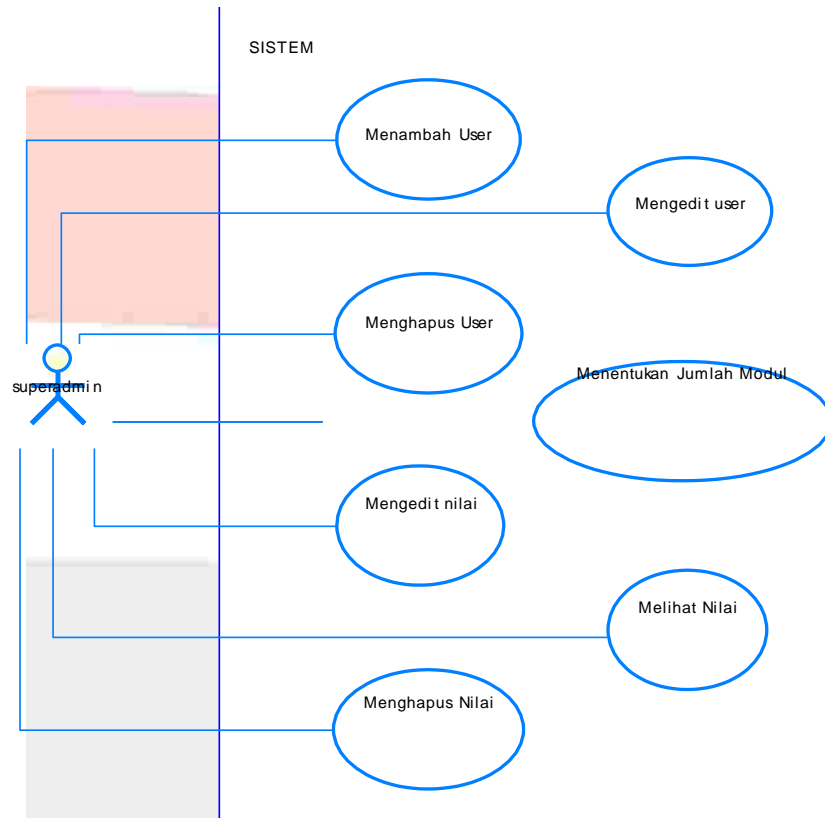 SISTEM
Menambah User
Mengedit user
Menghapus User
Menentukan Jumlah Modul
superadmin
Mengedit nilai
Melihat Nilai
Menghapus Nilai